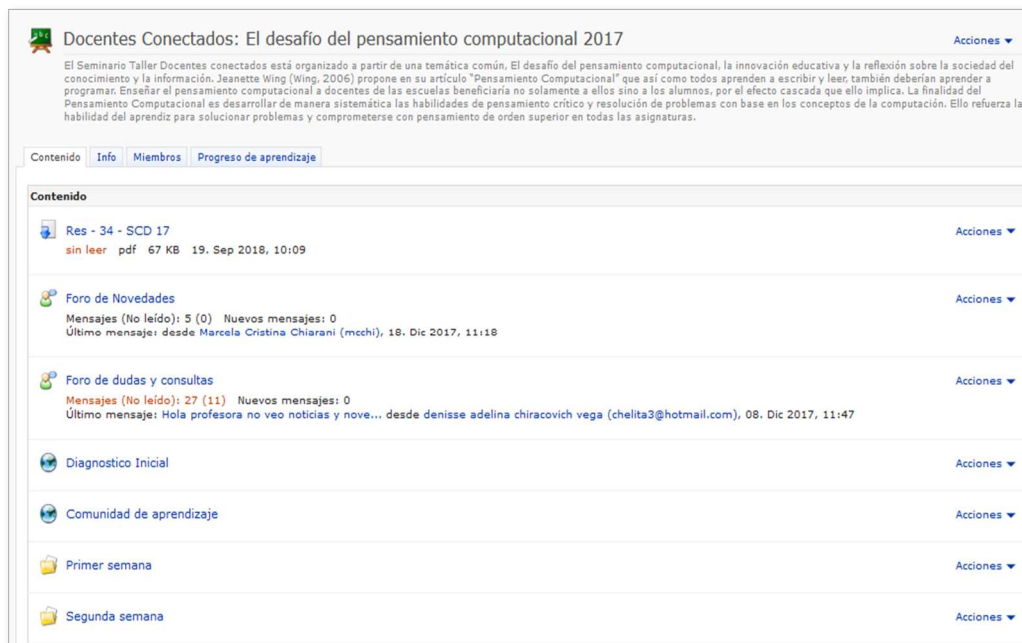 Docentes Conectados: El desafío del pensamiento computacional 2017
Acciones
El Seminario Taller Docentes conectados está organizado a partir de una temática común, El desafío del pensamiento computacional, la innovación educativa y la reflexión sobre la sociedad del
conocimiento y la información. Jeanette Wing (Wing, 2006) propone en su artículo "Pensamiento Computacional" que así como todos aprenden a escribir y leer, también deberían aprender a
programar. Enseñar el pensamiento computacional a docentes de las escuelas beneficiaría no solamente a ellos sino a los alumnos, por el efecto cascada que ello implica. La finalidad del
Pensamiento Computacional es desarrollar de manera sistemática las habilidades de pensamiento crítico y resolución de problemas con base en los conceptos de la computación. Ello refuerza la
habilidad del aprendiz para solucionar problemas y comprometerse con pensamiento de orden superior en todas las asignaturas.
Contenido Info Miembros Progreso de aprendizaje
Contenido
Res - 34 - SCD 17 Acciones
sin leer pdf 67 KB 19. Sep 2018, 10:09
Foro de Novedades Acciones
Mensajes (No leído): 5 (0) Nuevos mensajes: 0
Último mensaje: desde Marcela Cristina Chiarani (mcchi), 18. Dic 2017, 11:18
Foro de dudas y consultas Acciones
Mensajes (No leído): 27 (11) Nuevos mensajes: 0
Último mensaje: Hola profesora no veo noticias y nove... desde denisse adelina chiracovich vega (chelita3@hotmail.com), 08. Dic 2017, 11:47
Diagnostico Inicial Acciones
Comunidad de aprendizaje Acciones
Primer semana Acciones
Segunda semana Acciones